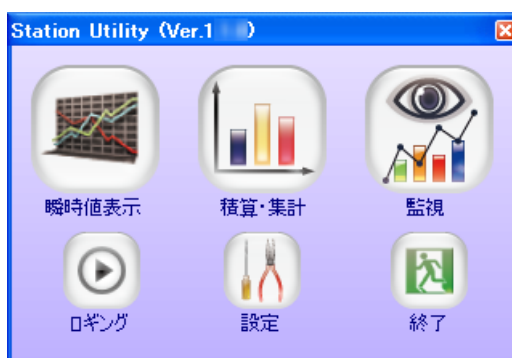 Station Utility (Ver.1 )
瞬時値表示
積算・集計
監視
ロギング
設定
終了